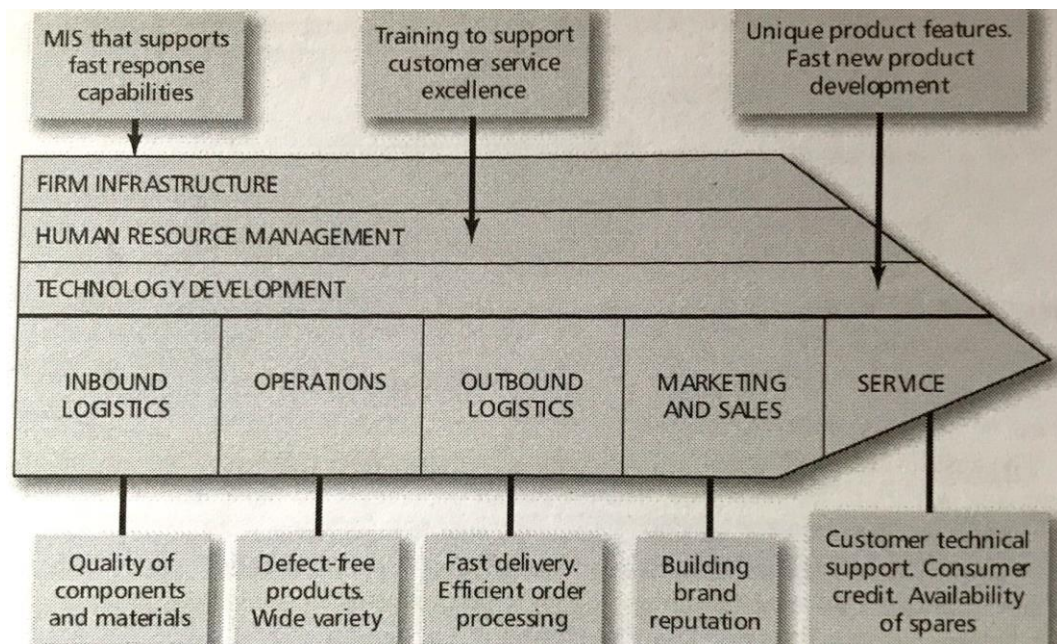 MIS that supports
fast response
capabilities
Training to support
customer service
excellence
Unique product features.
Fast new product
development
FIRM INFRASTRUCTURE
HUMAN RESOURCE MANAGEMENT
TECHNOLOGY DEVELOPMENT
INBOUND
LOGISTICS
OPERATIONS
OUTBOUND
LOGISTICS
MARKETING
AND SALES
SERVICE
Quality of
components
and materials
Defect-free
products.
Wide variety
Fast delivery.
Efficient order
processing
Building
brand
reputation
Customer technical
support. Consumer
credit. Availability
of spares